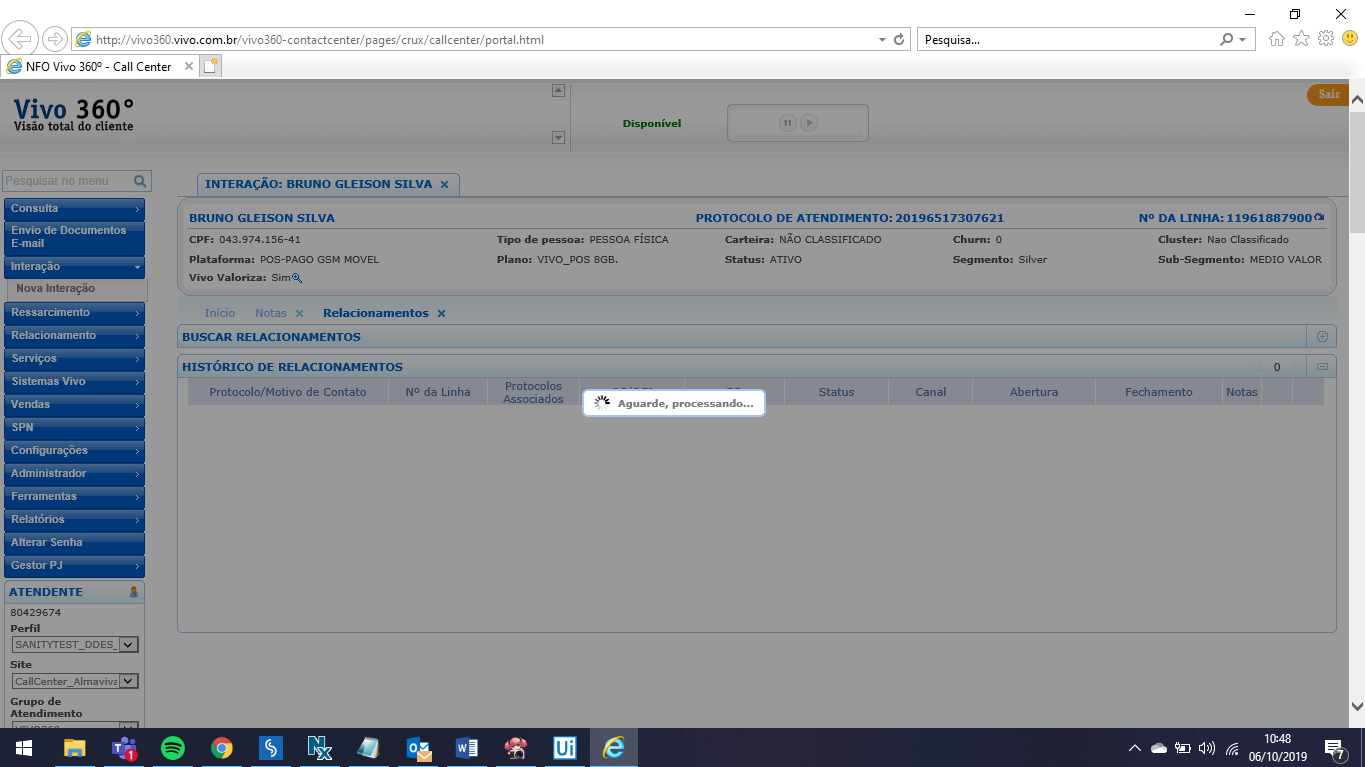 http://vivo360.vivo.com.br/vivo360-contactcenter/pages/crux/callcenter/portal.html
Pesquisa...
NFO Vivo 360º - Call Center
Vivo 360°
Visão total do cliente
Disponível
Sair
Pesquisar no menu
Consulta
Envio de Documentos
E-mail
Interação
Nova Interação
Ressarcimento
Relacionamento
Serviços
Sistemas Vivo
Vendas
SPN
Configurações
Administrador
Ferramentas
Relatórios
Alterar Senha
Gestor PJ
ATENDENTE
80429674
Perfil
SANITYTEST_DDES_
Site
CallCenter_Almaviva
Grupo de
Atendimento
INTERAÇÃO: BRUNO GLEISON SILVA
BRUNO GLEISON SILVA PROTOCOLO DE ATENDIMENTO: 20196517307621 Nº DA LINHA: 11961887900
CPF: 043.974.156-41 Tipo de pessoa: PESSOA FÍSICA Carteira: NÃO CLASSIFICADO Churn: 0 Cluster: Nao Classificado
Plataforma: POS-PAGO GSM MOVEL Plano: VIVO_POS 8GB. Status: ATIVO Segmento: Silver Sub-Segmento: MEDIO VALOR
Vivo Valoriza: Sim
Início Notas Relacionamentos
BUSCAR RELACIONAMENTOS
HISTÓRICO DE RELACIONAMENTOS 0
Protocolo/Motivo de Contato Nº da Linha Protocolos Associados Status Canal Abertura Fechamento Notas
Aguarde, processando...
10:48
06/10/2019